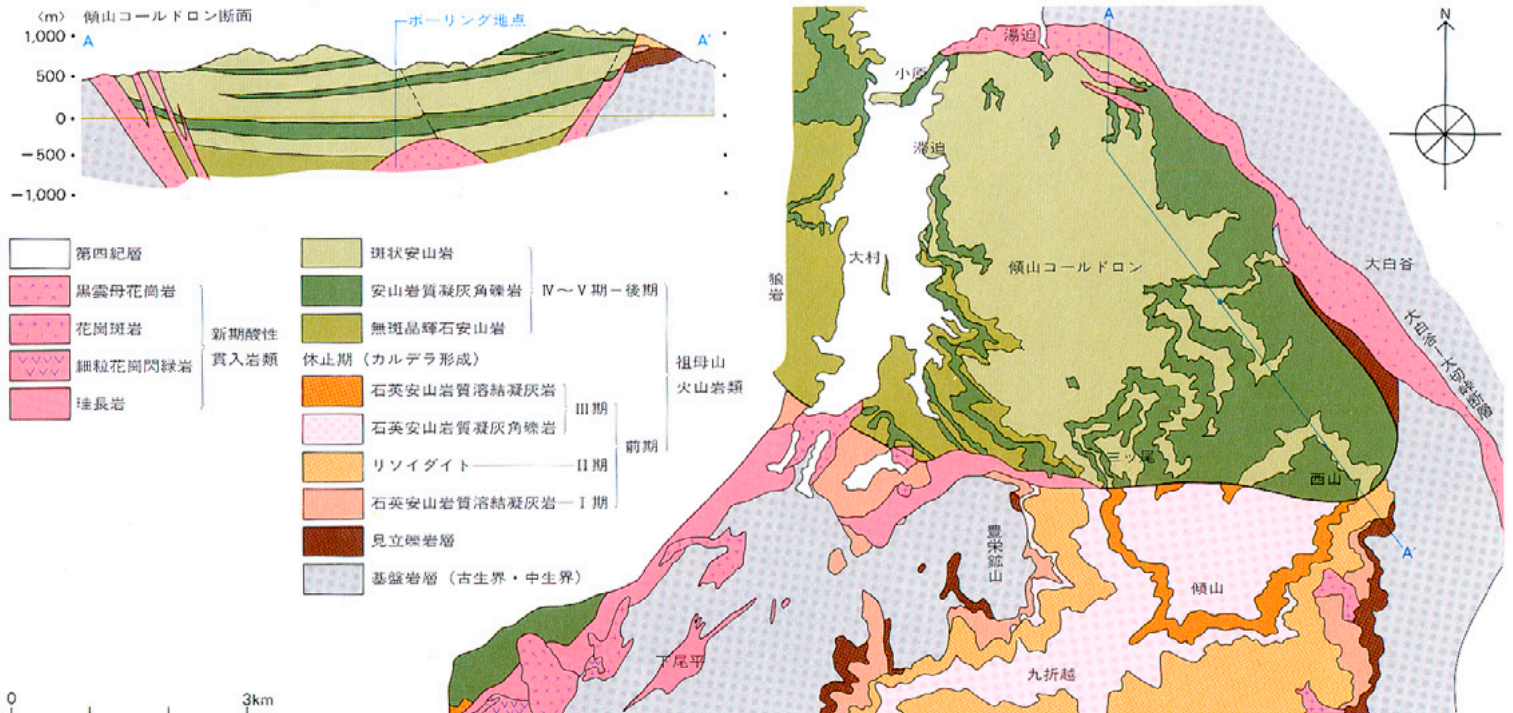 〈m〉 傾山コールドロン断面
ボーリング地点
A
A′
1,000
500
0
−500
−1,000
第四紀層
黒雲母花崗岩
花崗斑岩
細粒花崗閃緑岩
珪長岩
新期酸性
貫入岩類
斑状安山岩
安山岩質凝灰角礫岩
無斑晶輝石安山岩
Ⅳ〜Ⅴ期−後期
休止期（カルデラ形成）
石英安山岩質溶結凝灰岩
石英安山岩質凝灰角礫岩
Ⅲ期
リソイダイト
Ⅱ期
石英安山岩質溶結凝灰岩
Ⅰ期
前期
祖母山
火山岩類
見立礫岩層
基盤岩層（古生界・中生界）
0
3km
A
N
湯迫
小原
滞迫
大村
狼岩
傾山コールドロン
大白谷
大白谷−大切峠断層
三ッ尾
西山
A′
豊栄鉱山
傾山
下尾平
九折越